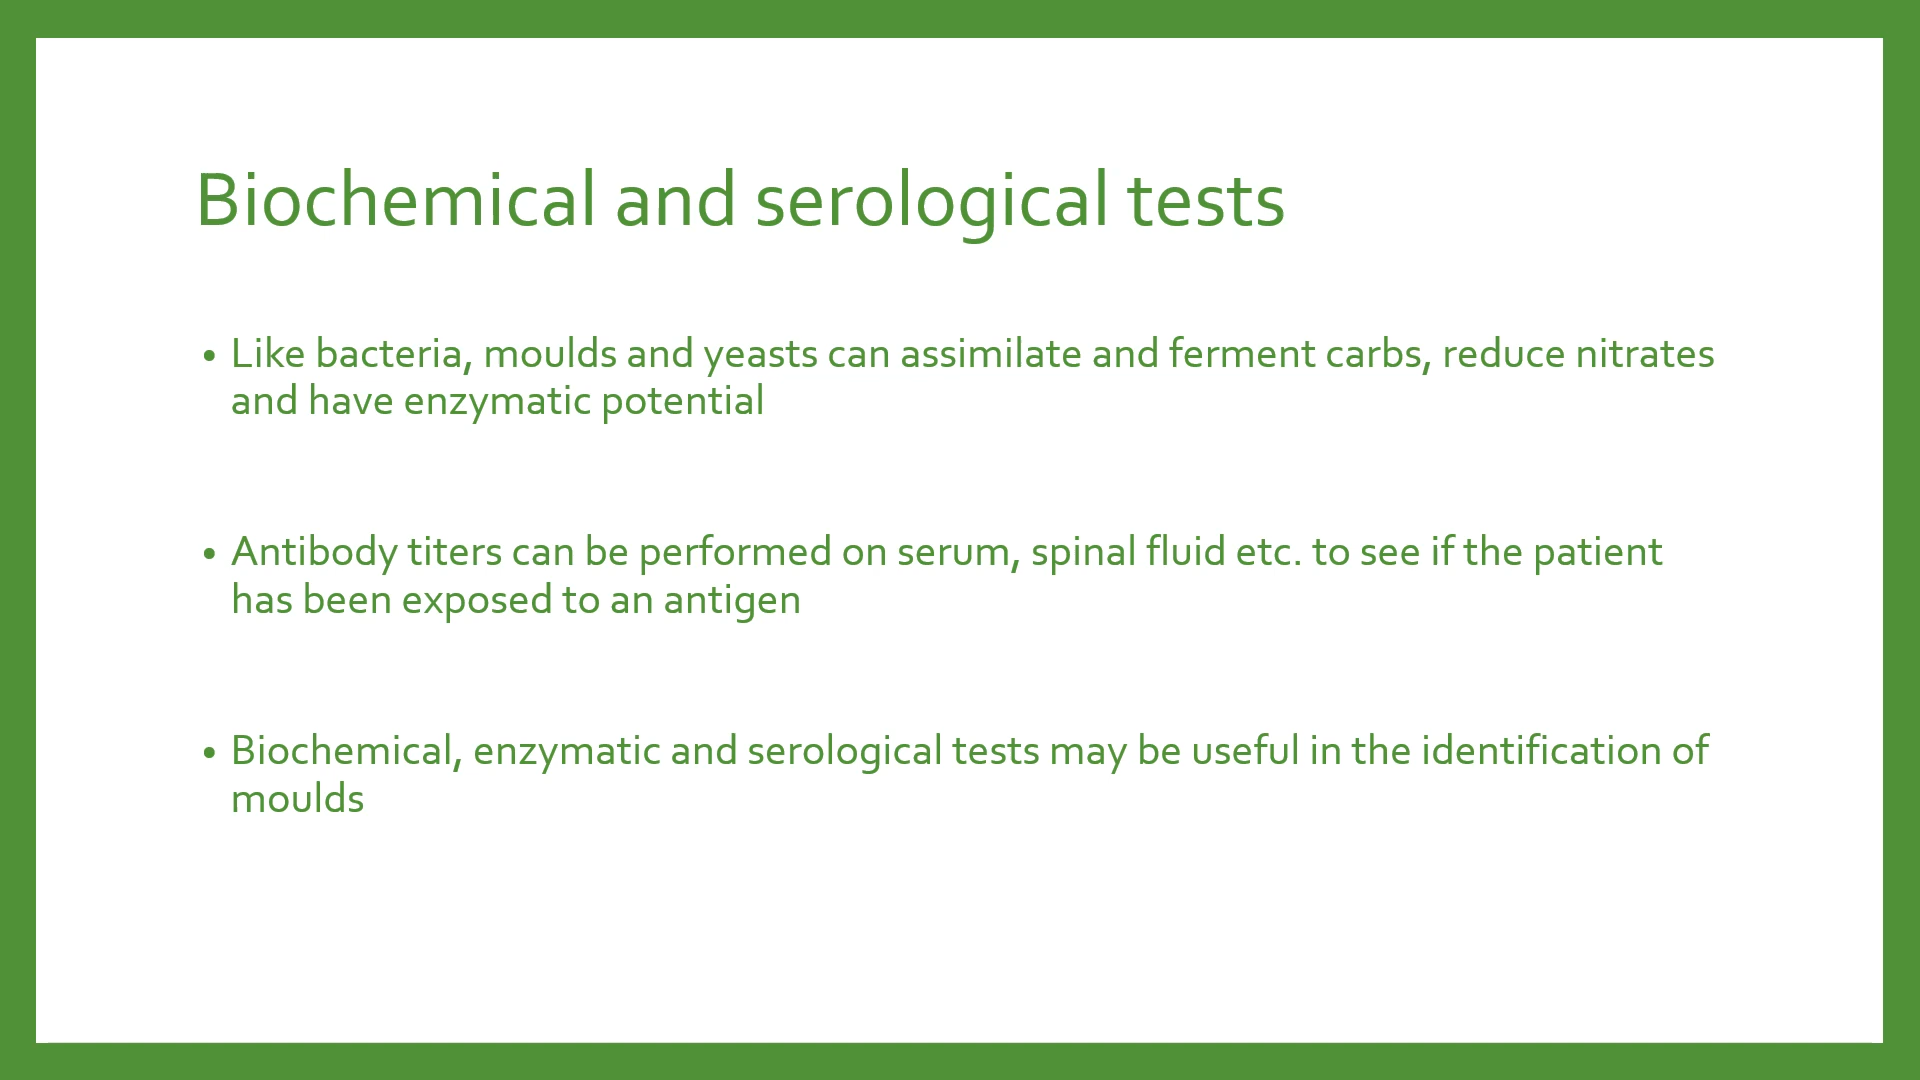 Biochemical and serological tests
• Like bacteria, moulds and yeasts can assimilate and ferment carbs, reduce nitrates
and have enzymatic potential
• Antibody titers can be performed on serum, spinal fluid etc. to see if the patient
has been exposed to an antigen
• Biochemical, enzymatic and serological tests may be useful in the identification of
moulds